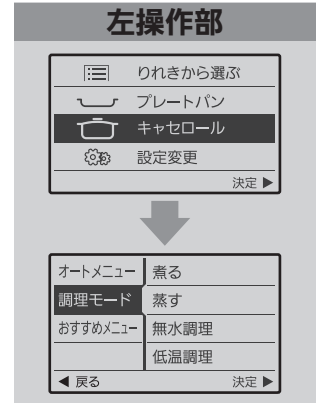 左操作部
りれきから選ぶ
プレートパン
キャセロール
設定変更
決定 ▶
オートメニュー 煮る
調理モード 蒸す
おすすめメニュー 無水調理
低温調理
◀ 戻る 決定 ▶